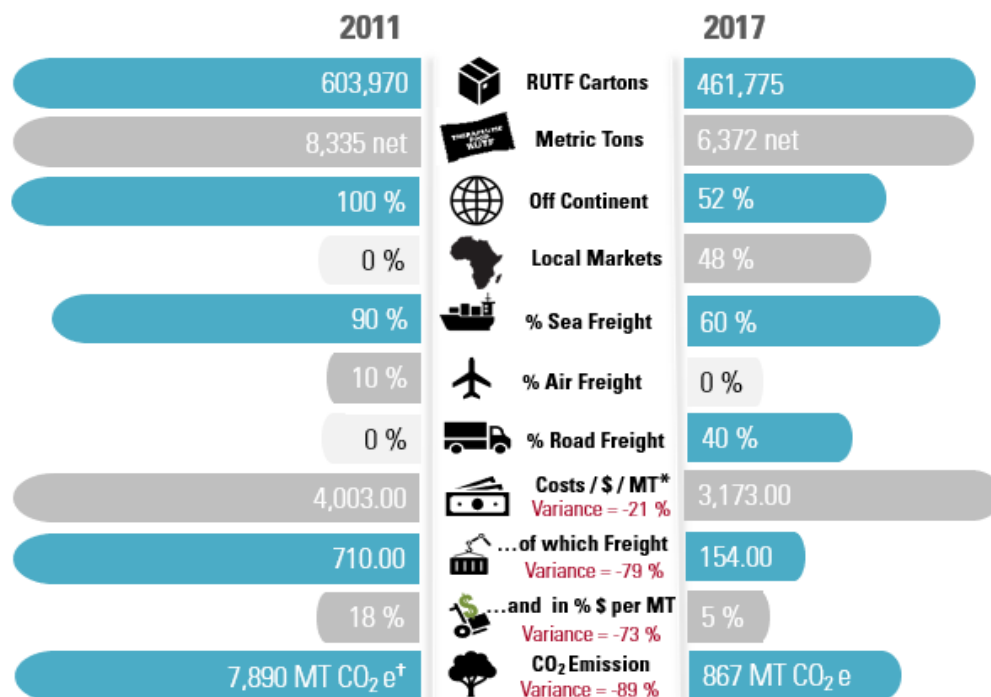 2011 2017
603,970 RUTF Cartons 461,775
THERAPEUTIC
FOOD
RUTF
8,335 net Metric Tons 6,372 net
100 % Off Continent 52 %
0 % Local Markets 48 %
90 % % Sea Freight 60 %
10 % % Air Freight 0 %
0 % % Road Freight 40 %
4,003.00 Costs / $ / MT* 3,173.00
Variance = -21 %
710.00 ...of which Freight 154.00
Variance = -79 %
$
18 % ...and in % $ per MT 5 %
Variance = -73 %
7,890 MT CO₂ e† CO₂ Emission 867 MT CO₂ e
Variance = -89 %